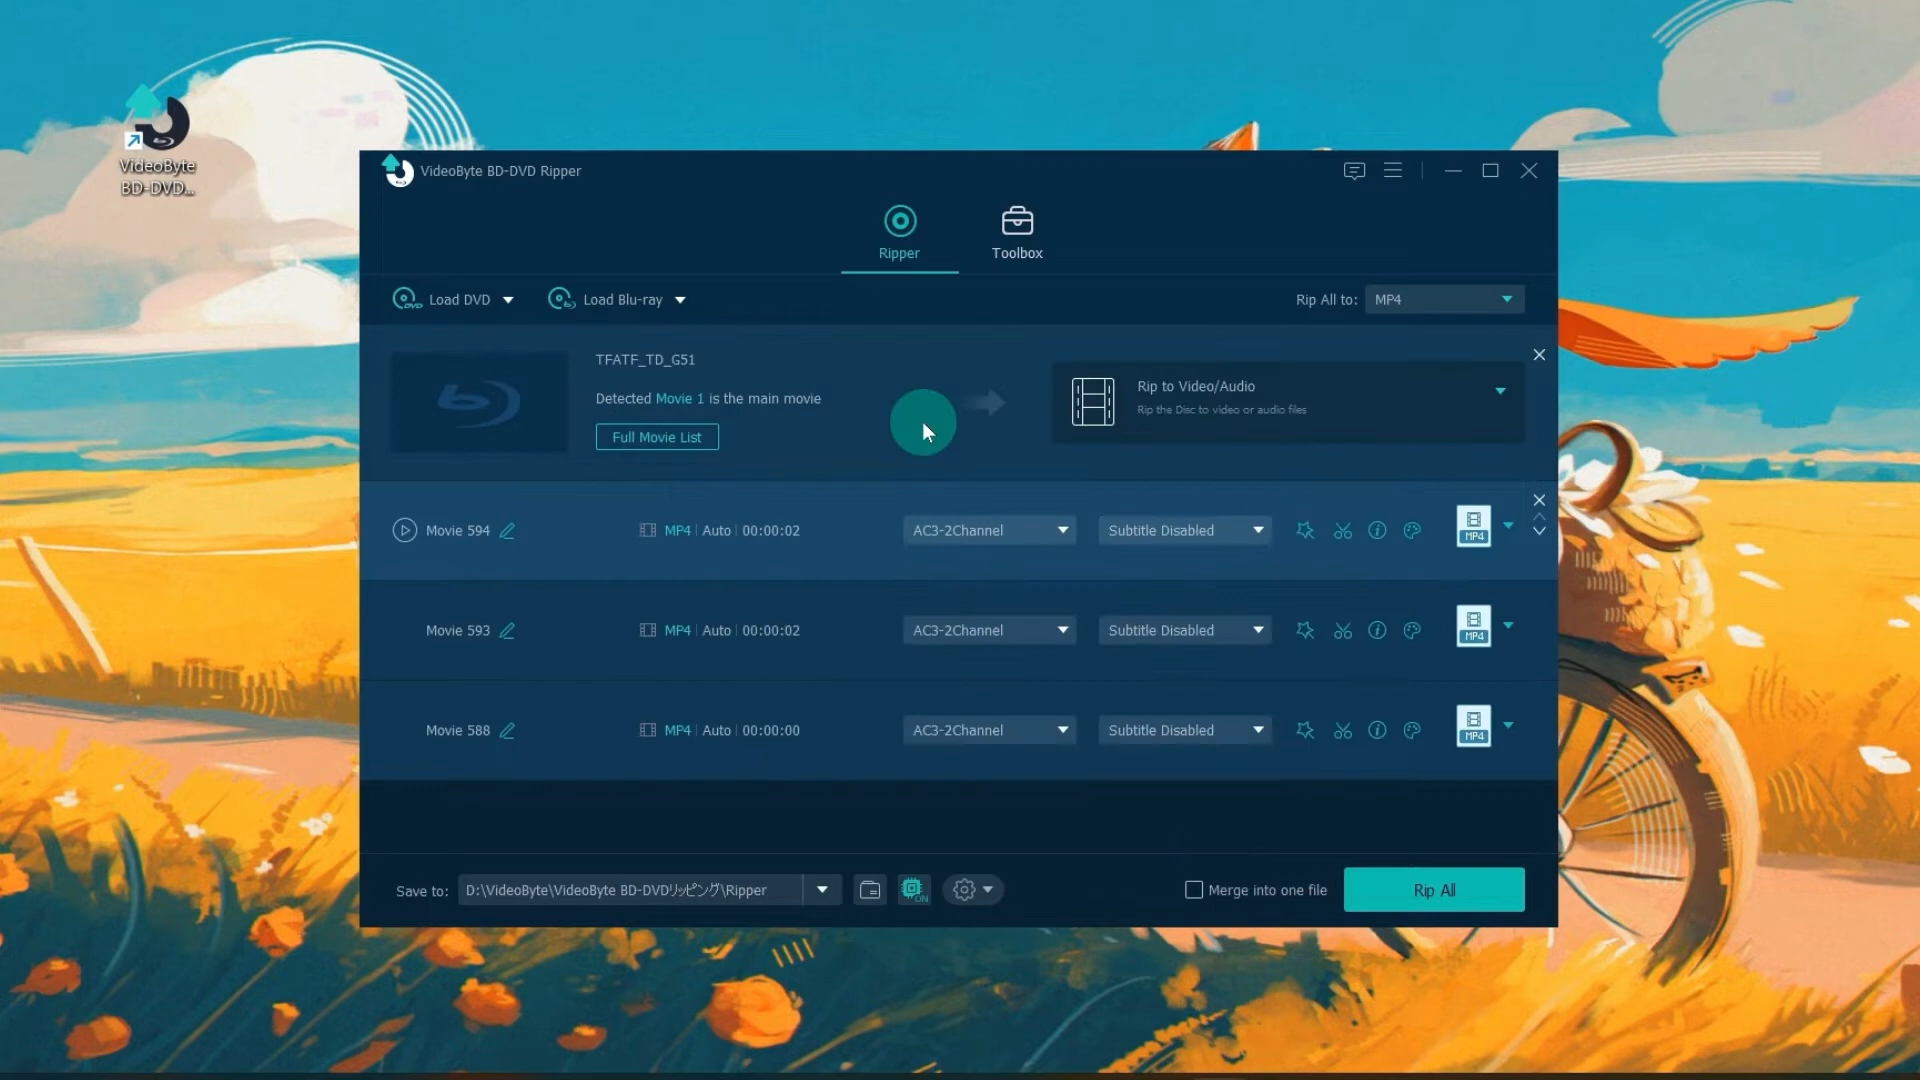 VideoByte
BD-DVD...
VideoByte BD-DVD Ripper
Ripper
Toolbox
Load DVD
Load Blu-ray
Rip All to:
MP4
TFATF_TD_G51
Detected Movie 1 is the main movie
Full Movie List
Rip to Video/Audio
Rip the Disc to video or audio files
Movie 594
MP4 | Auto | 00:00:02
AC3-2Channel
Subtitle Disabled
MP4
Movie 593
MP4 | Auto | 00:00:02
AC3-2Channel
Subtitle Disabled
MP4
Movie 588
MP4 | Auto | 00:00:00
AC3-2Channel
Subtitle Disabled
MP4
Save to:
D:\VideoByte\VideoByte BD-DVDリッピング\Ripper
ON
Merge into one file
Rip All